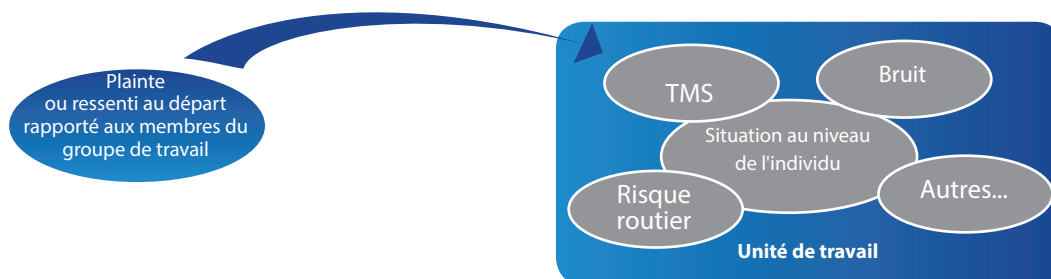 Plainte
ou ressenti au départ
rapporté aux membres du
groupe de travail
TMS
Bruit
Situation au niveau
de l'individu
Risque
routier
Autres...
Unité de travail